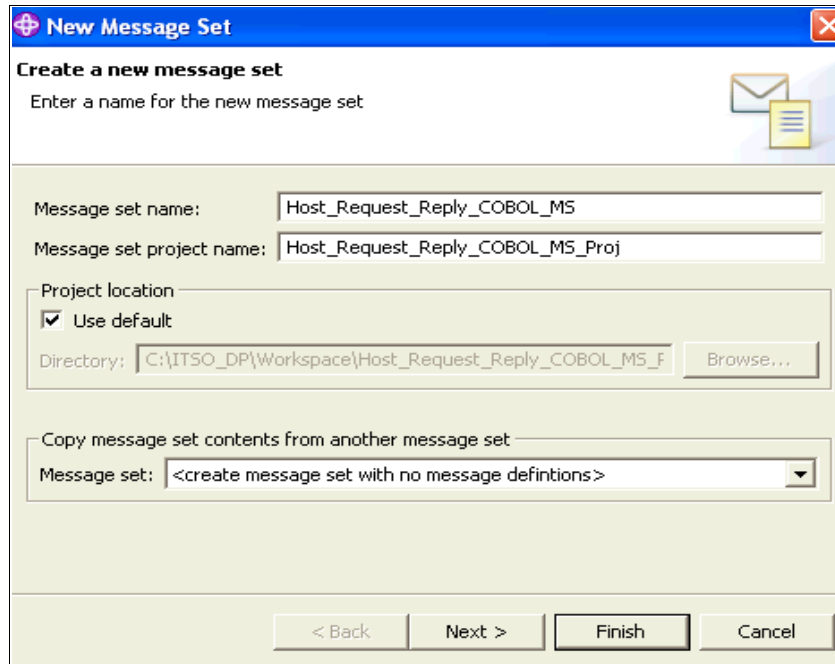 New Message Set
Create a new message set
Enter a name for the new message set
Message set name: Host_Request_Reply_COBOL_MS
Message set project name: Host_Request_Reply_COBOL_MS_Proj
Project location
Use default
Directory: C:\ITSO_DP\Workspace\Host_Request_Reply_COBOL_MS_F Browse...
Copy message set contents from another message set
Message set: <create message set with no message defintions>
< Back Next > Finish Cancel